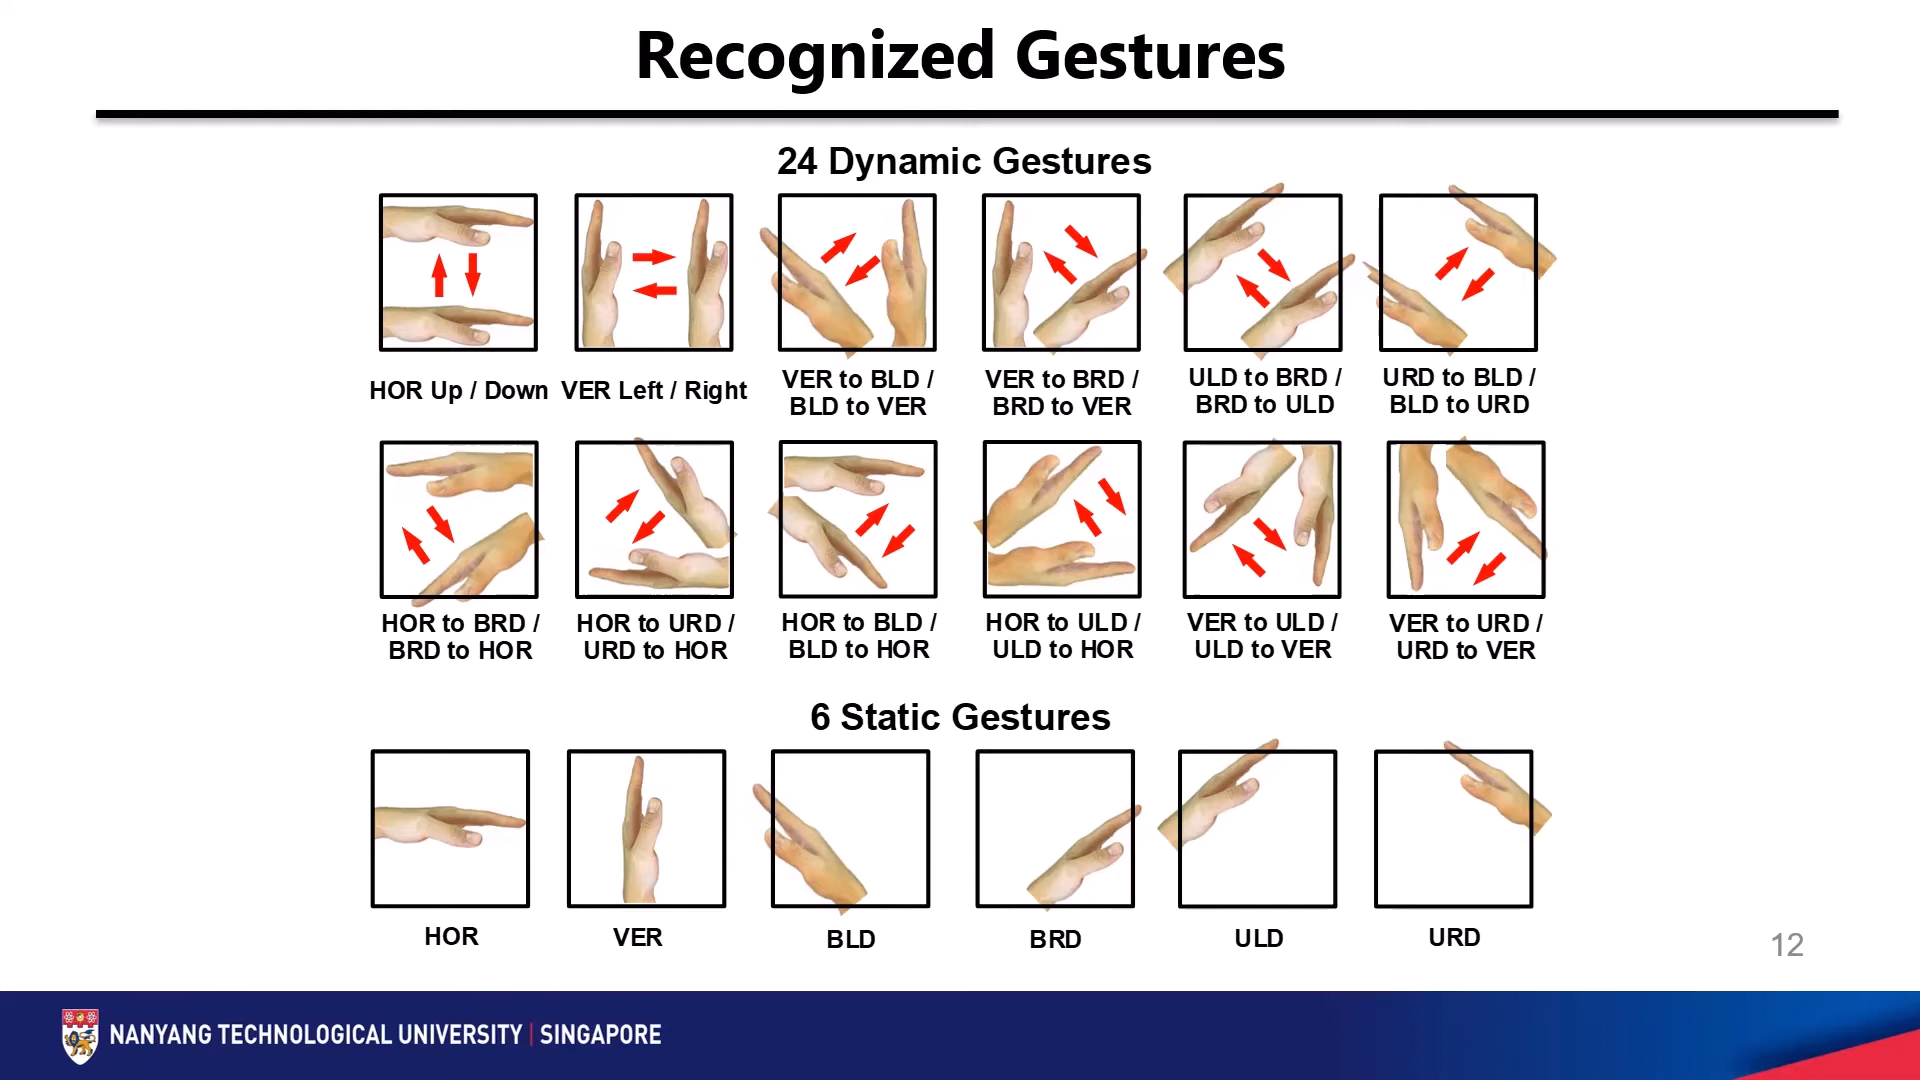 Recognized Gestures
24 Dynamic Gestures
HOR Up / Down
VER Left / Right
VER to BLD /
BLD to VER
VER to BRD /
BRD to VER
ULD to BRD /
BRD to ULD
URD to BLD /
BLD to URD
HOR to BRD /
BRD to HOR
HOR to URD /
URD to HOR
HOR to BLD /
BLD to HOR
HOR to ULD /
ULD to HOR
VER to ULD /
ULD to VER
VER to URD /
URD to VER
6 Static Gestures
HOR
VER
BLD
BRD
ULD
URD
12
NANYANG TECHNOLOGICAL UNIVERSITY | SINGAPORE